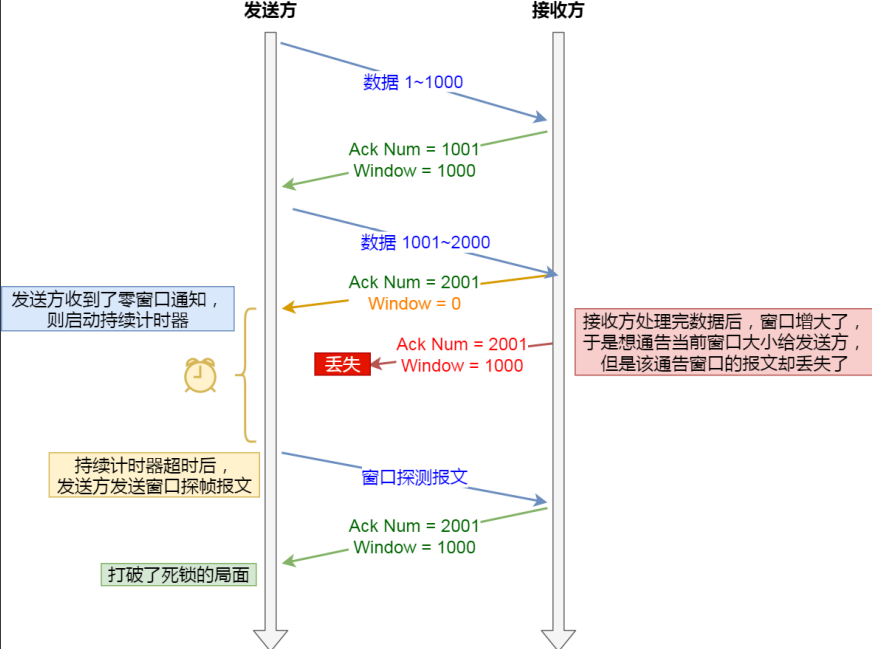 发送方
接收方
数据 1~1000
Ack Num = 1001
Window = 1000
数据 1001~2000
Ack Num = 2001
Window = 0
发送方收到了零窗口通知，
则启动持续计时器
接收方处理完数据后，窗口增大了，
于是想通告当前窗口大小给发送方，
但是该通告窗口的报文却丢失了
Ack Num = 2001
Window = 1000
丢失
持续计时器超时后，
发送方发送窗口探帧报文
窗口探测报文
Ack Num = 2001
Window = 1000
打破了死锁的局面